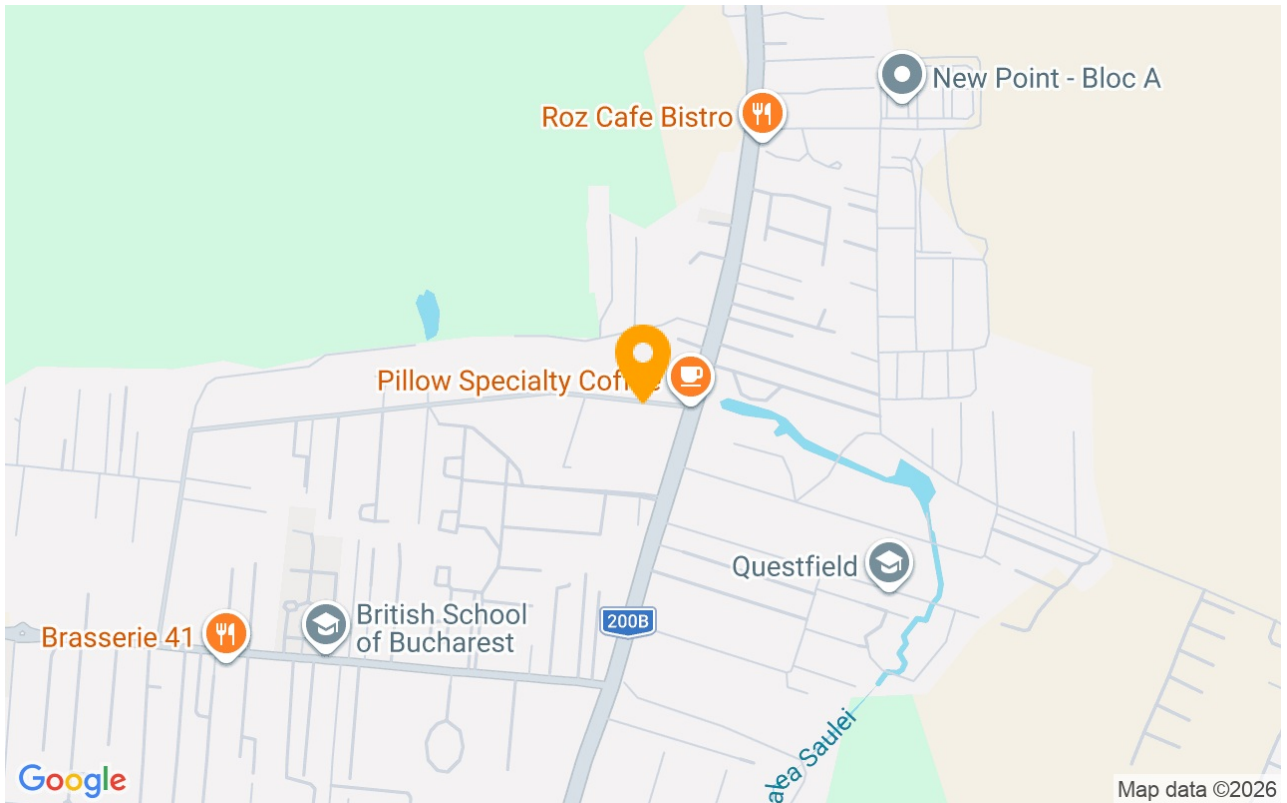 New Point - Bloc A
Roz Cafe Bistro
Pillow Specialty
Questfield
British School
of Bucharest
200B
Brasserie 41
Saulei
Google
Map data ©2026